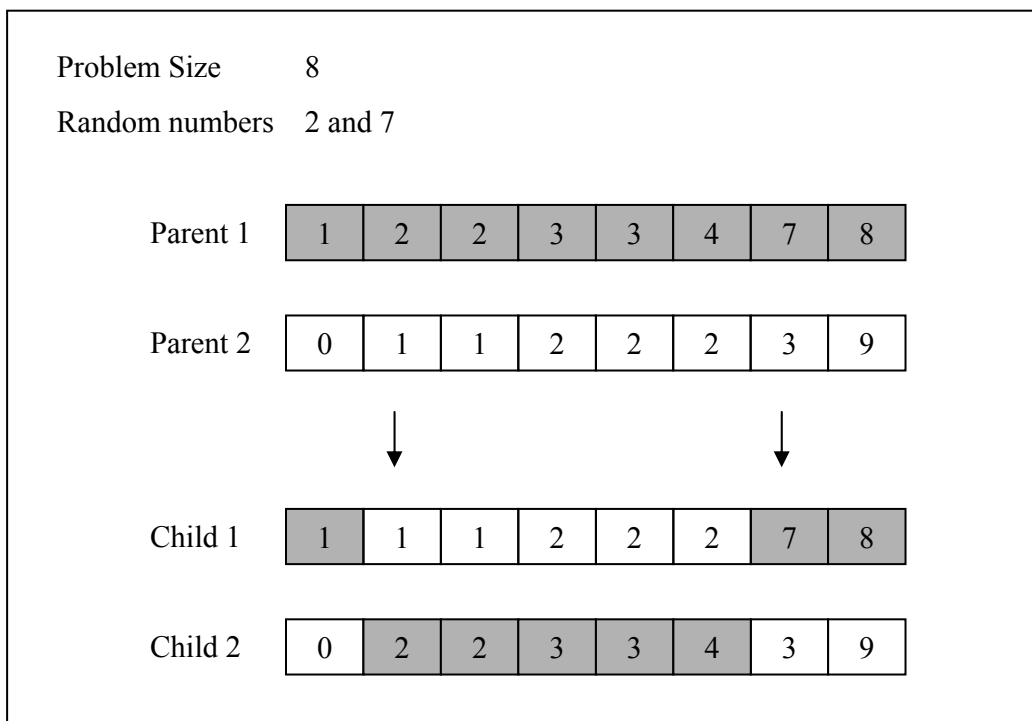 Problem Size 8
Random numbers 2 and 7
Parent 1 1 2 2 3 3 4 7 8
Parent 2 0 1 1 2 2 2 3 9
Child 1 1 1 1 2 2 2 7 8
Child 2 0 2 2 3 3 4 3 9